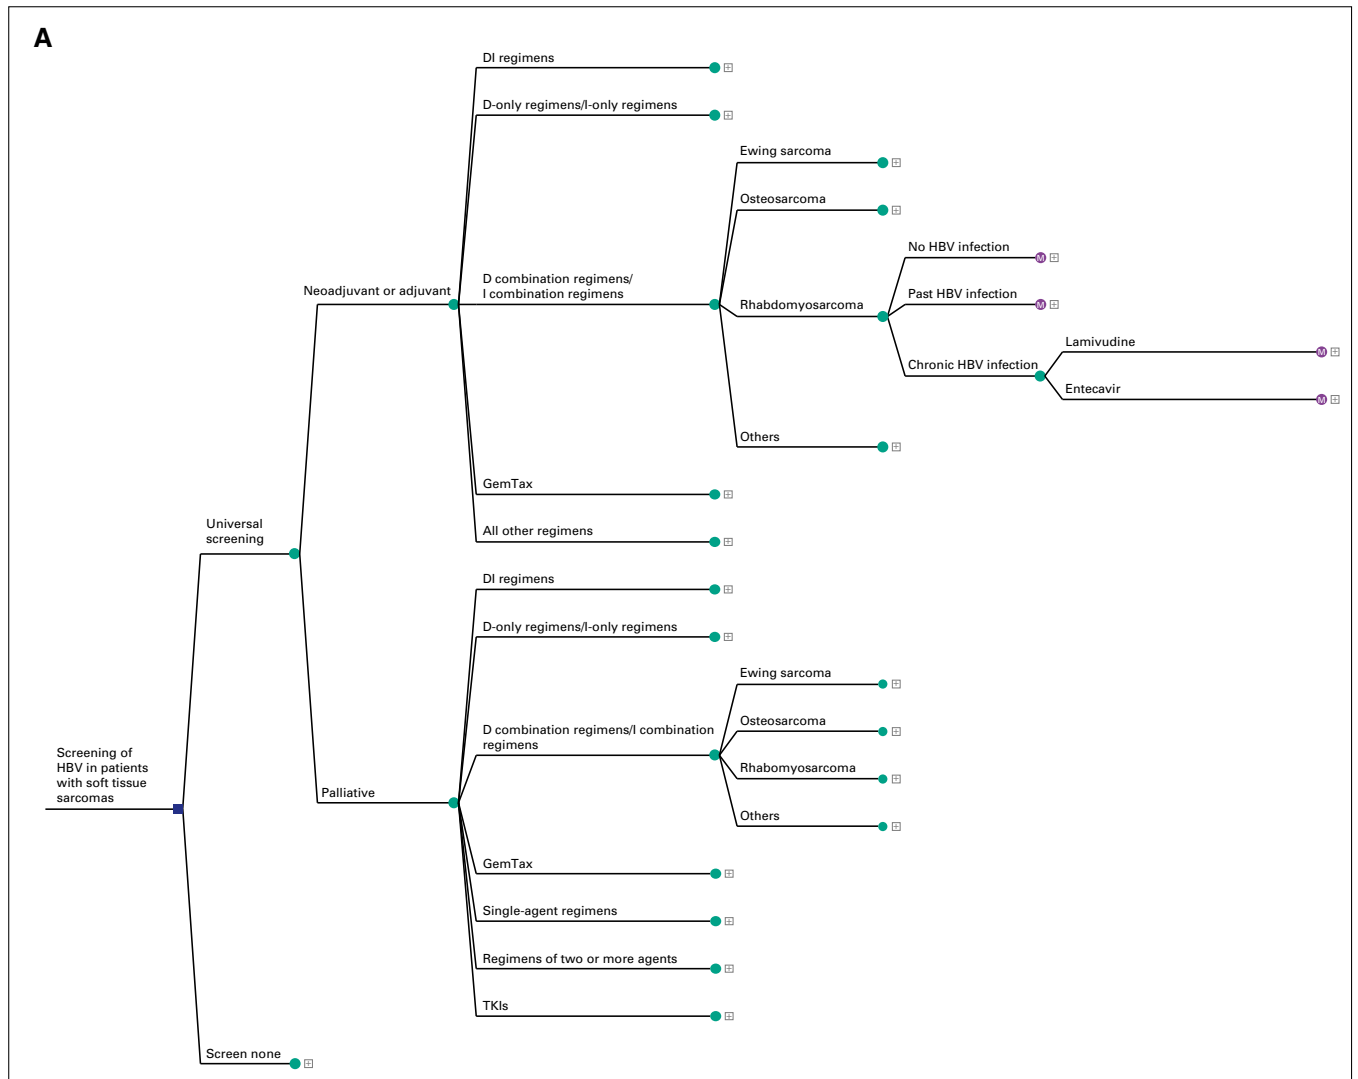 A
DI regimens
D-only regimens/I-only regimens
Ewing sarcoma
Osteosarcoma
No HBV infection
M
D combination regimens/
I combination regimens
Neoadjuvant or adjuvant
Past HBV infection
M
Rhabdomyosarcoma
Lamivudine
M
Chronic HBV infection
Entecavir
M
Others
GemTax
All other regimens
Universal
screening
DI regimens
D-only regimens/I-only regimens
Ewing sarcoma
D combination regimens/I combination
regimens
Osteosarcoma
Rhabomyosarcoma
Others
Screening of
HBV in patients
with soft tissue
sarcomas
Palliative
GemTax
Single-agent regimens
Regimens of two or more agents
TKIs
Screen none